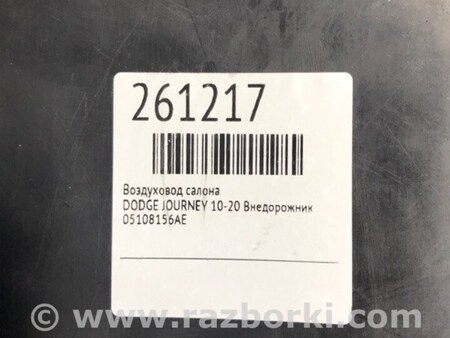 261217
Воздуховод салона
DODGE JOURNEY 10-20 Внедорожник
05108156AE
© www.razborki.com